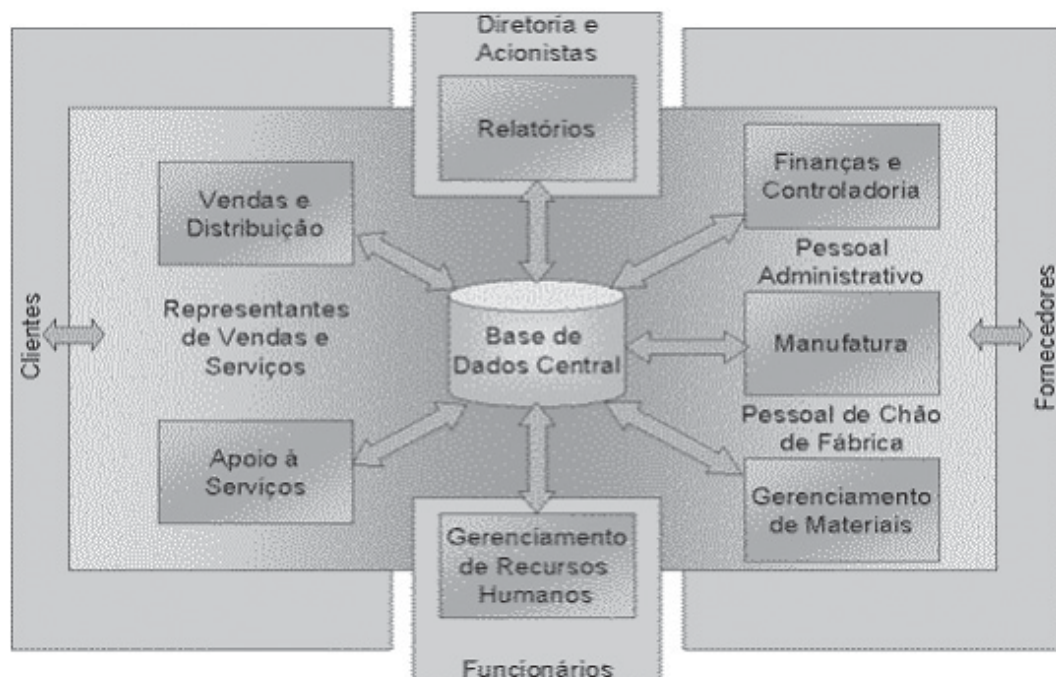 Diretoria e
Acionistas
Relatórios
Vendas e
Distribuição
Finanças e
Controladoria
Pessoal
Administrativo
Clientes
Representantes
de Vendas e
Serviços
Base de
Dados Central
Manufatura
Fornecedores
Pessoal de Chão
de Fábrica
Apoio à
Serviços
Gerenciamento
de Materiais
Gerenciamento
de Recursos
Humanos
Funcionários